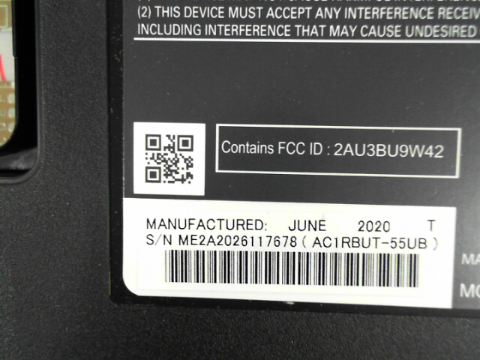 (2) THIS DEVICE MUST ACCEPT ANY INTERFERENCE
INCLUDING INTERFERENCE THAT MAY CAUSE UNDESIRED
Contains FCC ID : 2AU3BU9W42
MANUFACTURED: JUNE 2020 T
S/N ME2A2026117678 ( AC1RBUT-55UB )